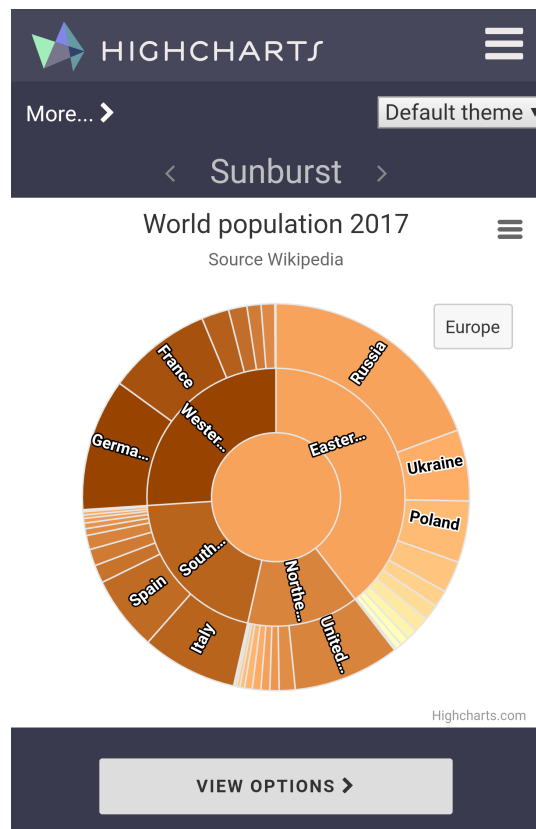 HIGHCHARTS
More...
Default theme
Sunburst
World population 2017
Source Wikipedia
Europe
Russia
France
Wester...
Easter...
Germa...
Ukraine
Poland
South...
Northe...
Spain
Italy
United...
Highcharts.com
VIEW OPTIONS